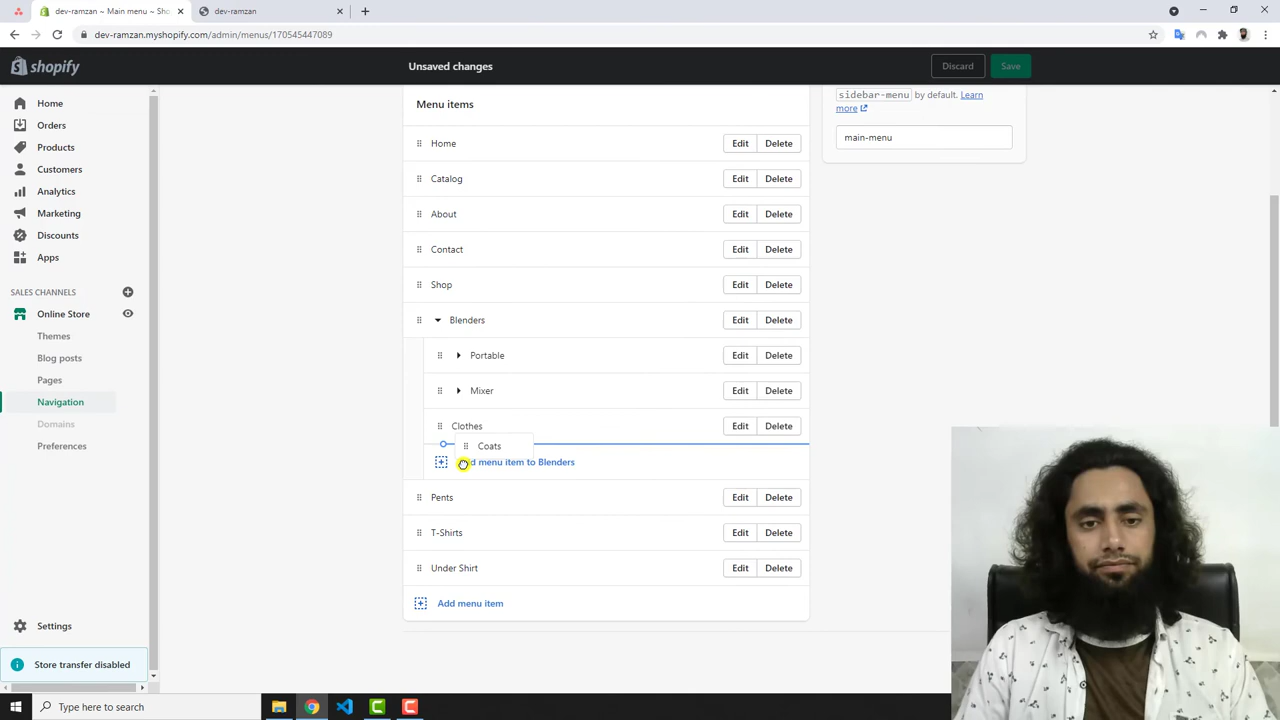 dev-ramzan ~ Main menu ~ Sho
dev-ramzan
dev-ramzan.myshopify.com/admin/menus/170545447089
shopify
Unsaved changes
Discard
Save
Home
Orders
Products
Customers
Analytics
Marketing
Discounts
Apps
SALES CHANNELS
Online Store
Themes
Blog posts
Pages
Navigation
Domains
Preferences
Settings
Store transfer disabled
Menu items
Home Edit Delete
Catalog Edit Delete
About Edit Delete
Contact Edit Delete
Shop Edit Delete
Blenders Edit Delete
Portable Edit Delete
Mixer Edit Delete
Clothes Edit Delete
Coats
Add menu item to Blenders
Pents Edit Delete
T-Shirts Edit Delete
Under Shirt Edit Delete
Add menu item
sidebar-menu by default. Learn
more
main-menu
Type here to search